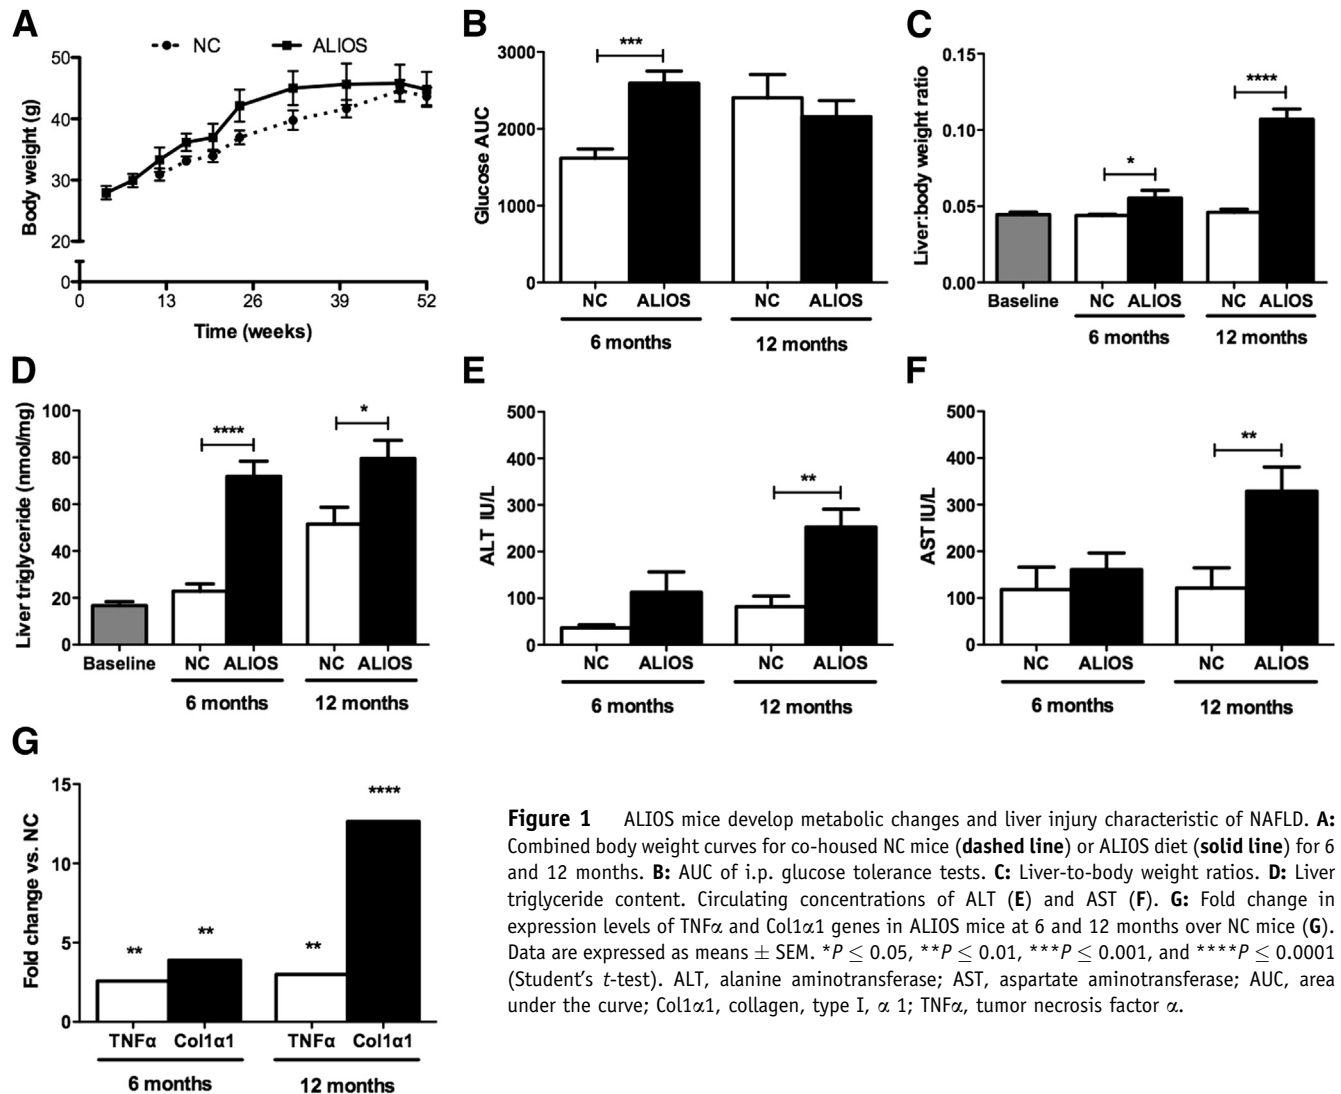 A
NC
ALIOS
50
40
30
20
0
Body weight (g)
0 13 26 39 52
Time (weeks)
B
3000
2000
1000
0
Glucose AUC
***
NC ALIOS NC ALIOS
6 months 12 months
C
0.15
0.10
0.05
0.00
Liver:body weight ratio
*
****
Baseline NC ALIOS NC ALIOS
6 months 12 months
D
100
80
60
40
20
0
Liver triglyceride (nmol/mg)
****
*
Baseline NC ALIOS NC ALIOS
6 months 12 months
E
500
400
300
200
100
0
ALT IU/L
**
NC ALIOS NC ALIOS
6 months 12 months
F
500
400
300
200
100
0
AST IU/L
**
NC ALIOS NC ALIOS
6 months 12 months
G
15
10
5
0
Fold change vs. NC
**
**
**
****
TNFα Col1α1 TNFα Col1α1
6 months 12 months
Figure 1 ALIOS mice develop metabolic changes and liver injury characteristic of NAFLD. A:
Combined body weight curves for co-housed NC mice (dashed line) or ALIOS diet (solid line) for 6
and 12 months. B: AUC of i.p. glucose tolerance tests. C: Liver-to-body weight ratios. D: Liver
triglyceride content. Circulating concentrations of ALT (E) and AST (F). G: Fold change in
expression levels of TNFα and Col1α1 genes in ALIOS mice at 6 and 12 months over NC mice (G).
Data are expressed as means ± SEM. *P ≤ 0.05, **P ≤ 0.01, ***P ≤ 0.001, and ****P ≤ 0.0001
(Student's t-test). ALT, alanine aminotransferase; AST, aspartate aminotransferase; AUC, area
under the curve; Col1α1, collagen, type I, α 1; TNFα, tumor necrosis factor α.